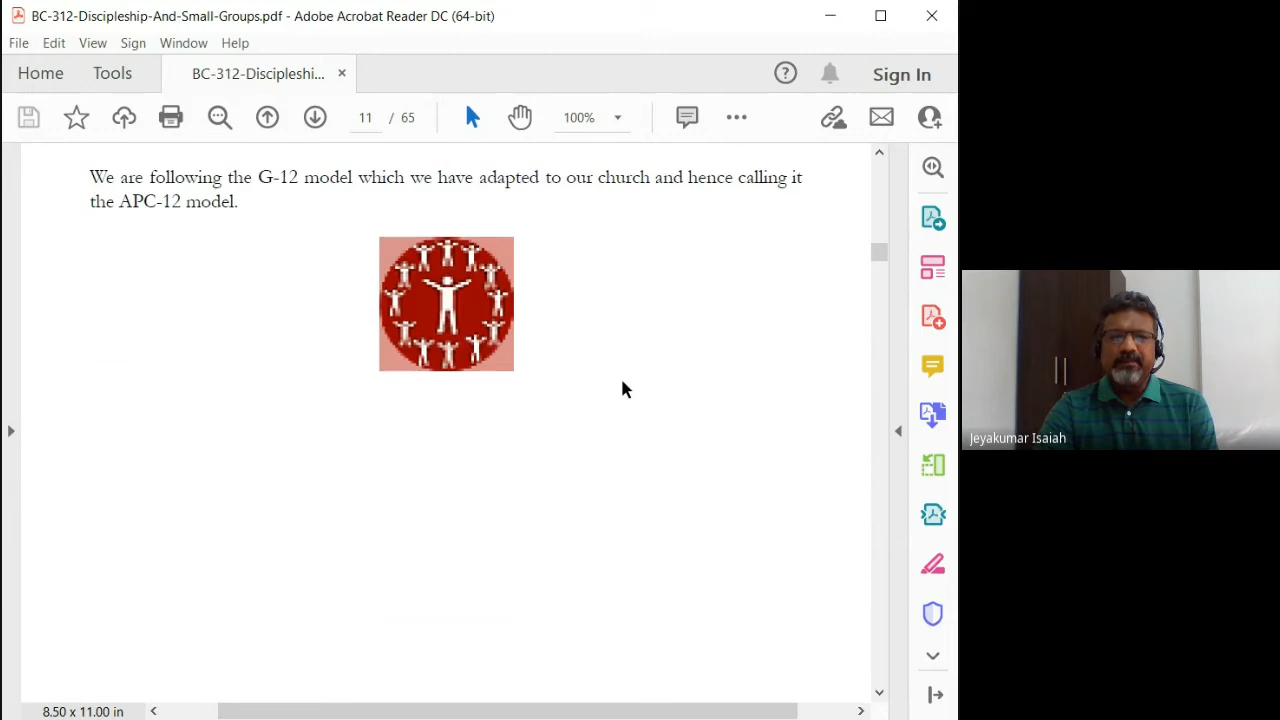 BC-312-Discipleship-And-Small-Groups.pdf - Adobe Acrobat Reader DC (64-bit)
File Edit View Sign Window Help
Home Tools BC-312-Discipleshi... Sign In
11 / 65 100%
We are following the G-12 model which we have adapted to our church and hence calling it
the APC-12 model.
Jeyakumar Isaiah
8.50 x 11.00 in